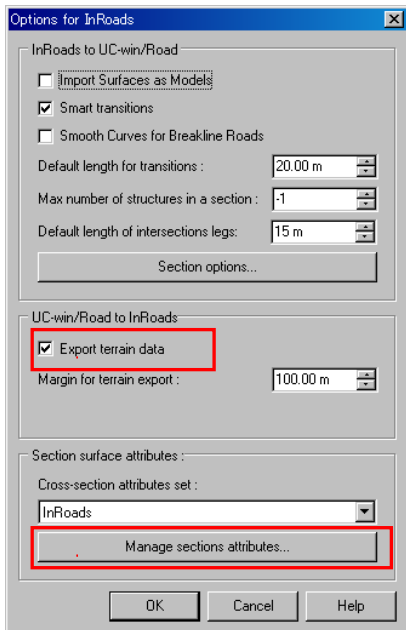 Options for InRoads
InRoads to UC-win/Road
Import Surfaces as Models
Smart transitions
Smooth Curves for Breakline Roads
Default length for transitions : 20.00 m
Max number of structures in a section : -1
Default length of intersections legs: 15 m
Section options...
UC-win/Road to InRoads
Export terrain data
Margin for terrain export : 100.00 m
Section surface attributes :
Cross-section attributes set :
InRoads
Manage sections attributes...
OK Cancel Help